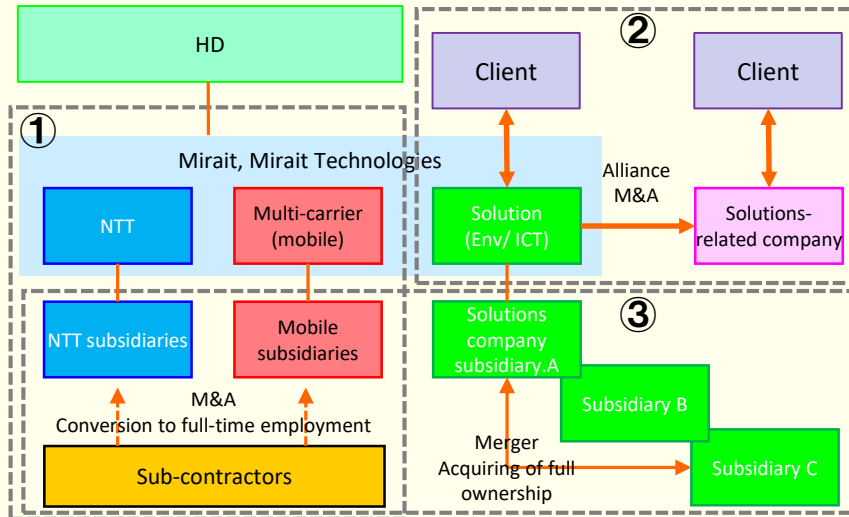 HD
②
Client
Client
①
Mirait, Mirait Technologies
Alliance
M&A
NTT
Multi-carrier
(mobile)
Solution
(Env/ ICT)
Solutions-
related company
③
NTT subsidiaries
Mobile
subsidiaries
Solutions
company
subsidiary.A
M&A
Conversion to full-time employment
Subsidiary B
Merger
Acquiring of full
ownership
Sub-contractors
Subsidiary C